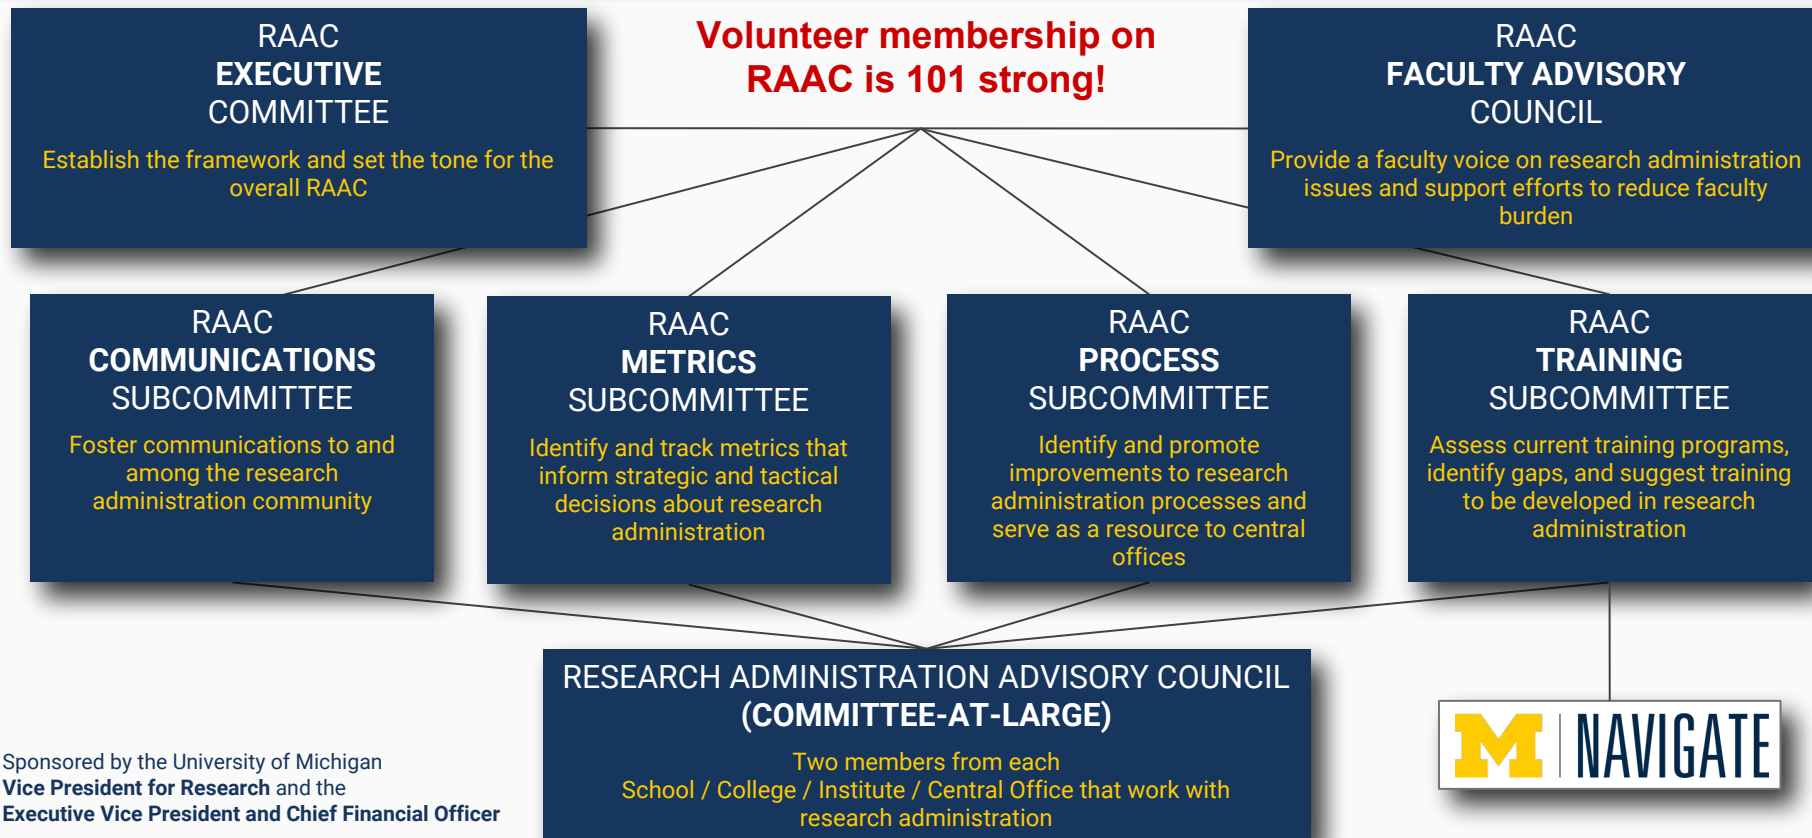 RAAC
EXECUTIVE
COMMITTEE
Establish the framework and set the tone for the
overall RAAC
Volunteer membership on
RAAC is 101 strong!
RAAC
FACULTY ADVISORY
COUNCIL
Provide a faculty voice on research administration
issues and support efforts to reduce faculty
burden
RAAC
COMMUNICATIONS
SUBCOMMITTEE
Foster communications to and
among the research
administration community
RAAC
METRICS
SUBCOMMITTEE
Identify and track metrics that
inform strategic and tactical
decisions about research
administration
RAAC
PROCESS
SUBCOMMITTEE
Identify and promote
improvements to research
administration processes and
serve as a resource to central
offices
RAAC
TRAINING
SUBCOMMITTEE
Assess current training programs,
identify gaps, and suggest training
to be developed in research
administration
RESEARCH ADMINISTRATION ADVISORY COUNCIL
(COMMITTEE-AT-LARGE)
Two members from each
School / College / Institute / Central Office that work with
research administration
M | NAVIGATE
Sponsored by the University of Michigan
Vice President for Research and the
Executive Vice President and Chief Financial Officer